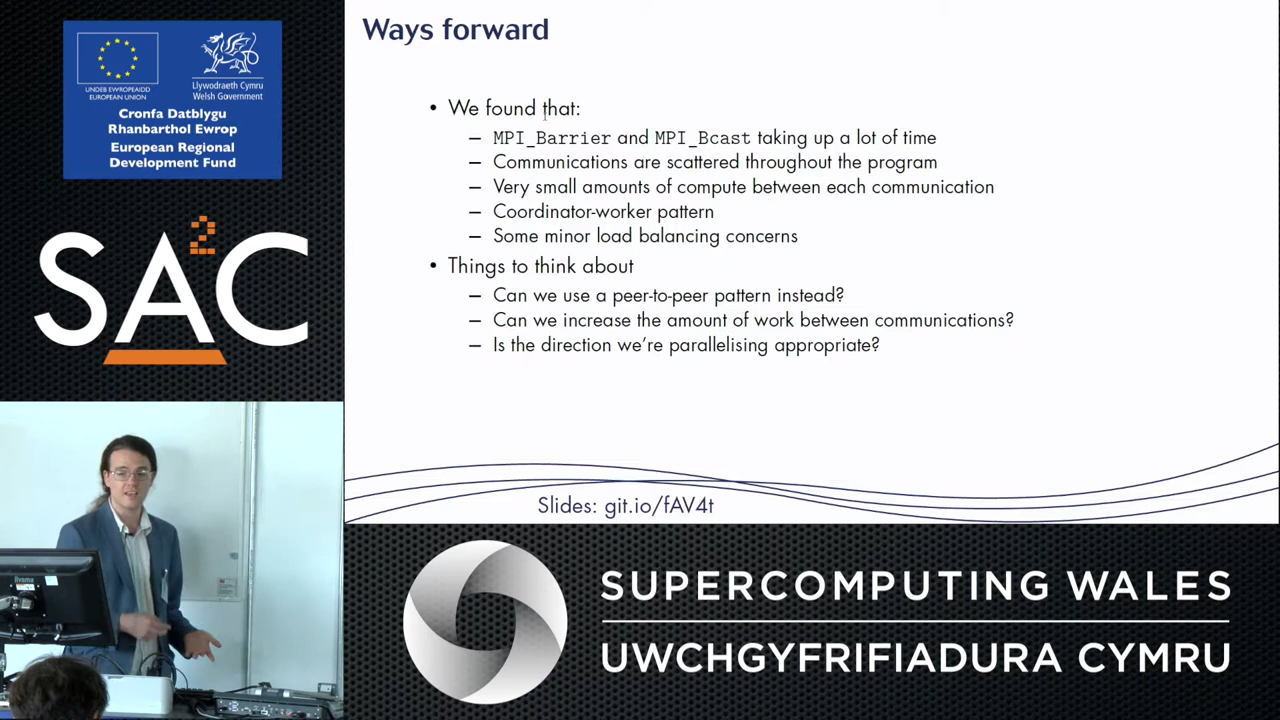 Ways forward
• We found that:
– MPI_Barrier and MPI_Bcast taking up a lot of time
– Communications are scattered throughout the program
– Very small amounts of compute between each communication
– Coordinator-worker pattern
– Some minor load balancing concerns
• Things to think about
– Can we use a peer-to-peer pattern instead?
– Can we increase the amount of work between communications?
– Is the direction we're parallelising appropriate?
Slides: git.io/fAV4t
UNDEB EWROPEAIDD
EUROPEAN UNION
Llywodraeth Cymru
Welsh Government
Cronfa Datblygu
Rhanbarthol Ewrop
European Regional
Development Fund
SA2C
iiyama
SUPERCOMPUTING WALES
UWCHGYFRIFIADURA CYMRU